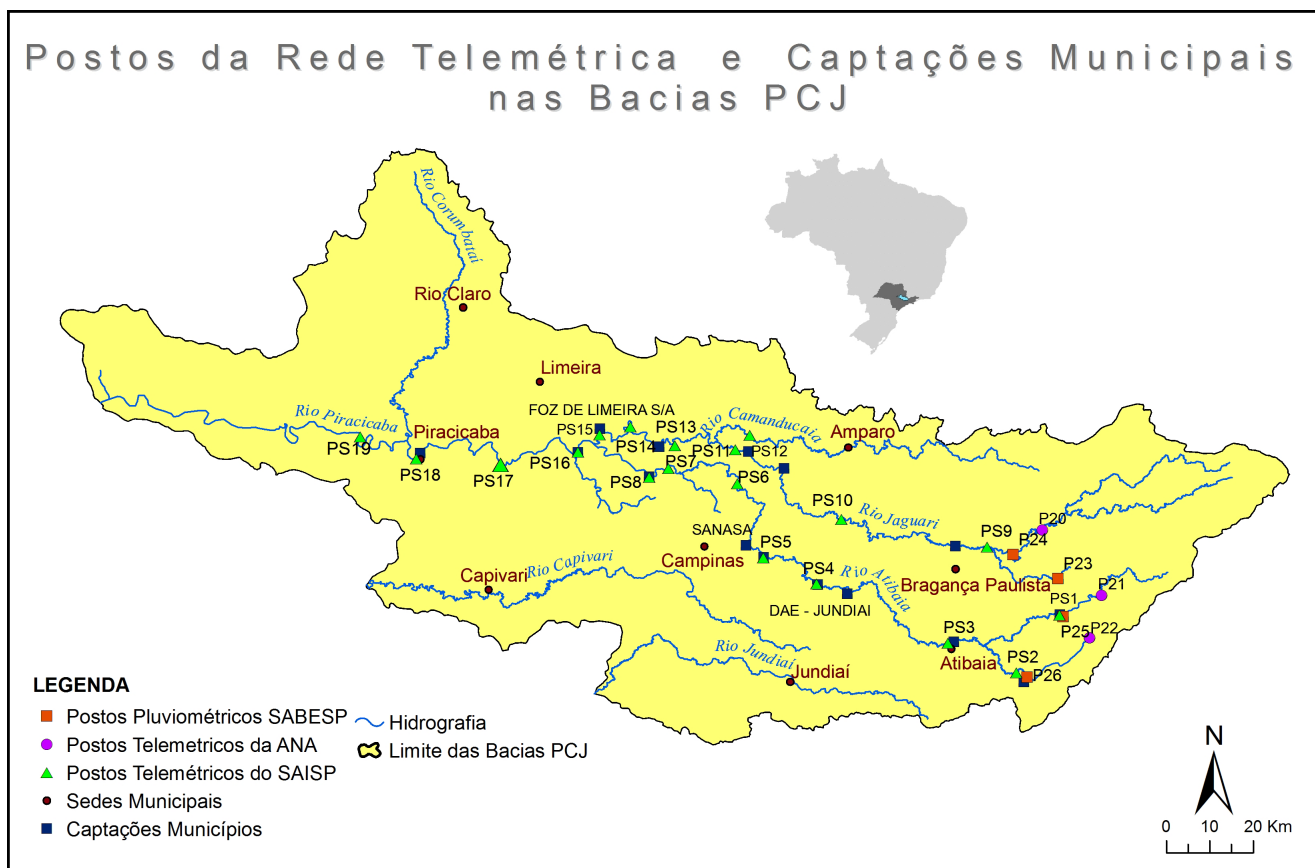 Postos da Rede Telemétrica e Captações Municipais
nas Bacias PCJ
Rio Corumbataí
Rio Claro
Limeira
FOZ DE LIMEIRA S/A
Rio Camanducaia
Rio Piracicaba
Piracicaba
PS15
PS13
Amparo
PS19
PS14
PS11
PS12
PS18
PS16
PS7
PS17
PS8
PS6
PS10
Rio Jaguari
P20
SANASA
PS9
P24
PS5
Campinas
Rio Capivari
P23
Capivari
PS4
Rio Atibaia
Bragança Paulista
P21
DAE - JUNDIAI
PS1
PS3
P25
P22
Rio Jundiaí
Atibaia
PS2
P26
Jundiaí
LEGENDA
Postos Pluviométricos SABESP
Postos Telemetricos da ANA
Postos Telemétricos do SAISP
Sedes Municipais
Captações Municípios
Hidrografia
Limite das Bacias PCJ
N
0 10 20 Km